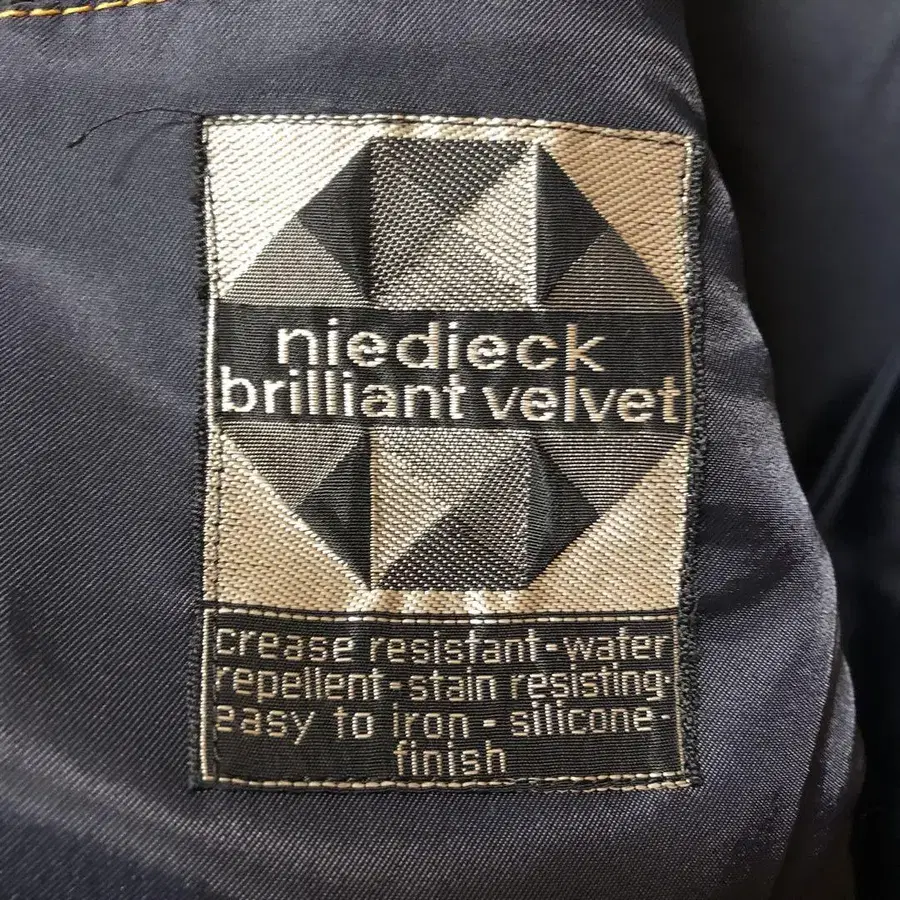 niedieck
brilliant velvet
crease resistant-water
repellent-stain resisting-
easy to iron-silicone-
finish